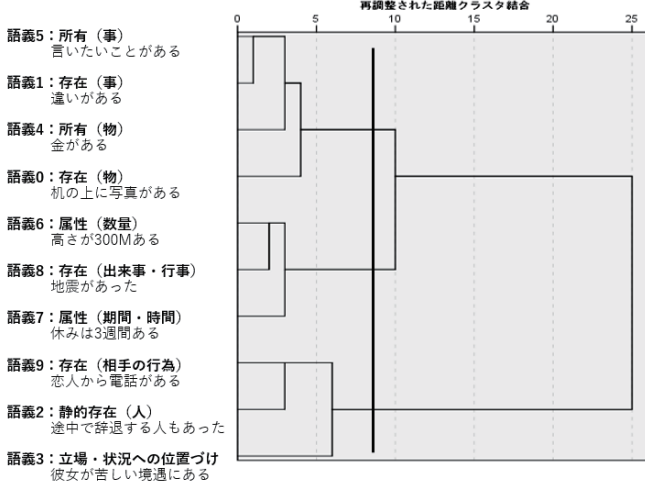 再調整された距離クラスタ結合
0 5 10 15 20 25
語義5：所有（事）
言いたいことがある
語義1：存在（事）
違いがある
語義4：所有（物）
金がある
語義0：存在（物）
机の上に写真がある
語義6：属性（数量）
高さが300Mある
語義8：存在（出来事・行事）
地震があった
語義7：属性（期間・時間）
休みは3週間ある
語義9：存在（相手の行為）
恋人から電話がある
語義2：静的存在（人）
途中で辞退する人もあった
語義3：立場・状況への位置づけ
彼女が苦しい境遇にある